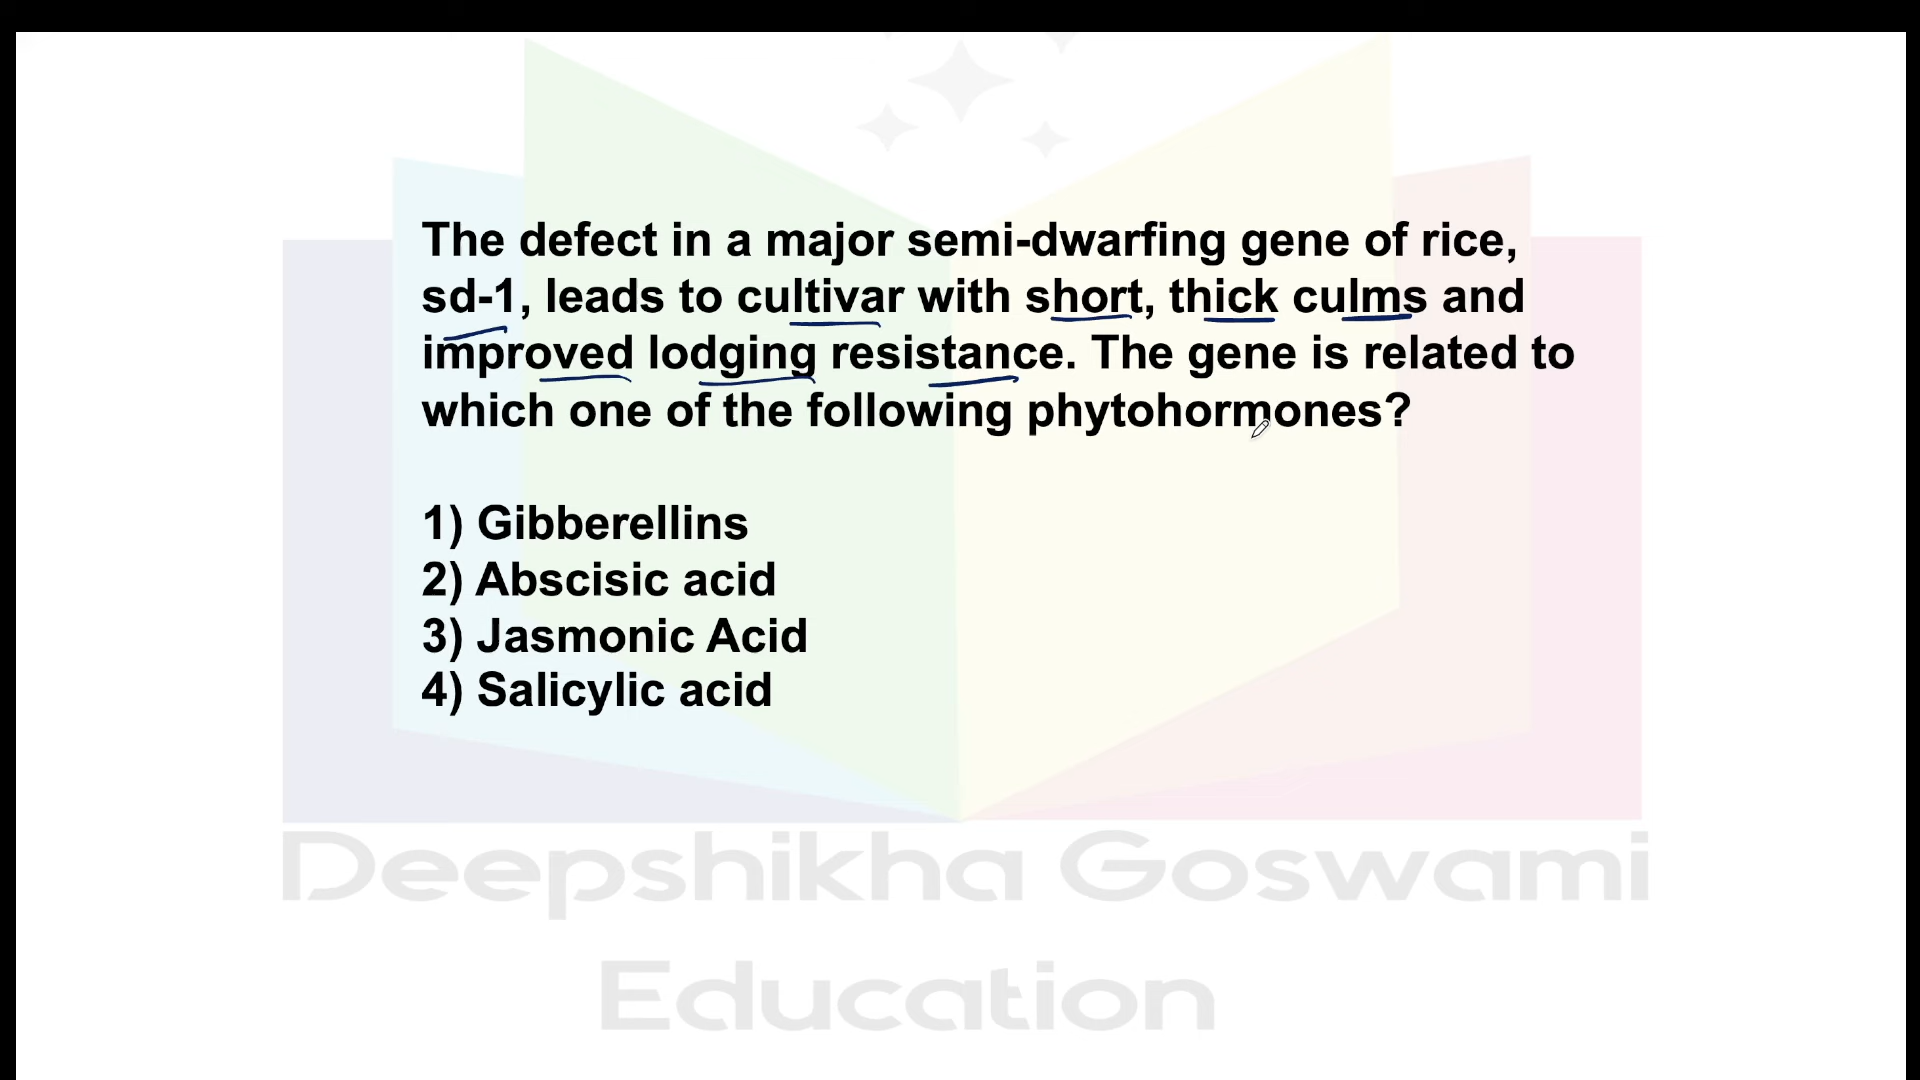 The defect in a major semi-dwarfing gene of rice,
sd-1, leads to cultivar with short, thick culms and
improved lodging resistance. The gene is related to
which one of the following phytohormones?
1) Gibberellins
2) Abscisic acid
3) Jasmonic Acid
4) Salicylic acid
Deepshikha Goswami
Education